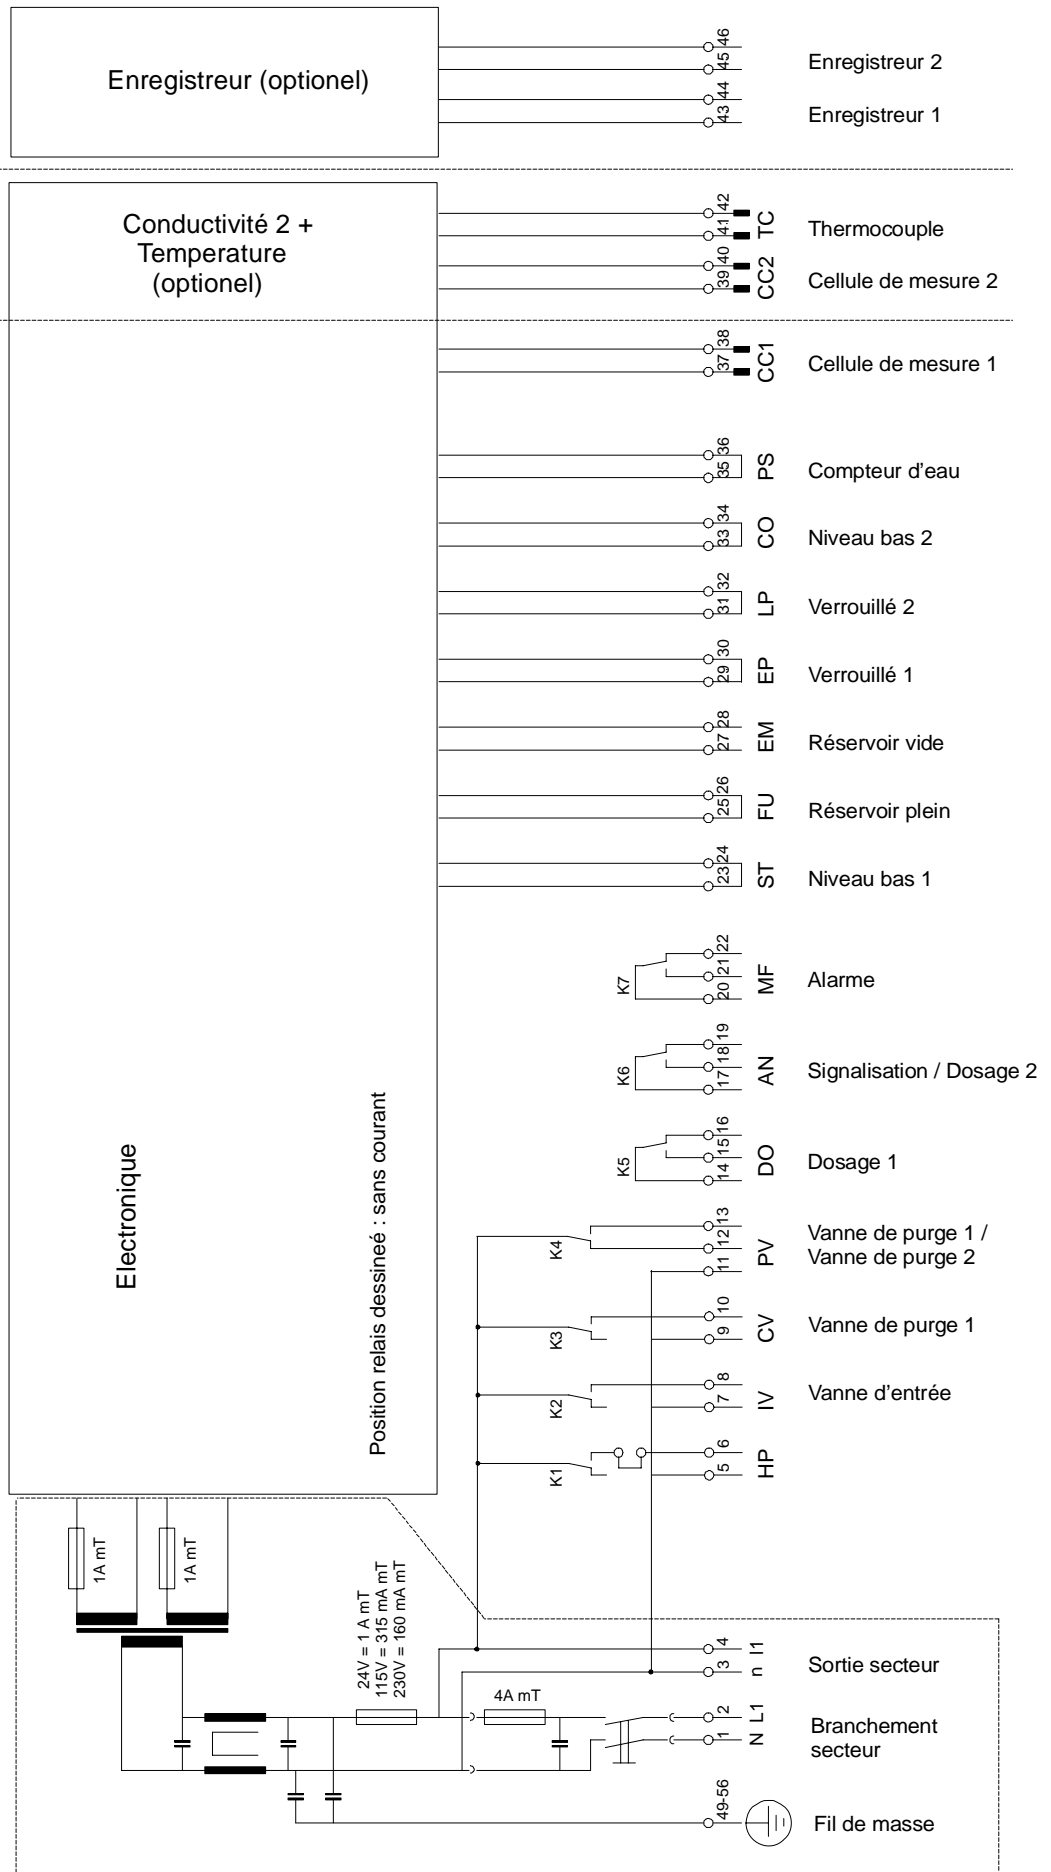 Enregistreur (optionel)
46
45
Enregistreur 2
44
43
Enregistreur 1
Conductivité 2 +
Temperature
(optionel)
42
41
TC
Thermocouple
40
39
CC2
Cellule de mesure 2
38
37
CC1
Cellule de mesure 1
36
35
PS
Compteur d'eau
34
33
CO
Niveau bas 2
32
31
LP
Verrouillé 2
30
29
EP
Verrouillé 1
28
27
EM
Réservoir vide
26
25
FU
Réservoir plein
24
23
ST
Niveau bas 1
K7
22
21
20
MF
Alarme
K6
19
18
17
AN
Signalisation / Dosage 2
K5
16
15
14
DO
Dosage 1
Electronique
Position relais dessineé : sans courant
K4
13
12
11
PV
Vanne de purge 1 /
Vanne de purge 2
K3
10
9
CV
Vanne de purge 1
K2
8
7
IV
Vanne d'entrée
K1
6
5
HP
1A mT
1A mT
24V = 1 A mT
115V = 315 mA mT
230V = 160 mA mT
4A mT
4
3
n l1
Sortie secteur
2
1
N L1
Branchement
secteur
49-56
Fil de masse